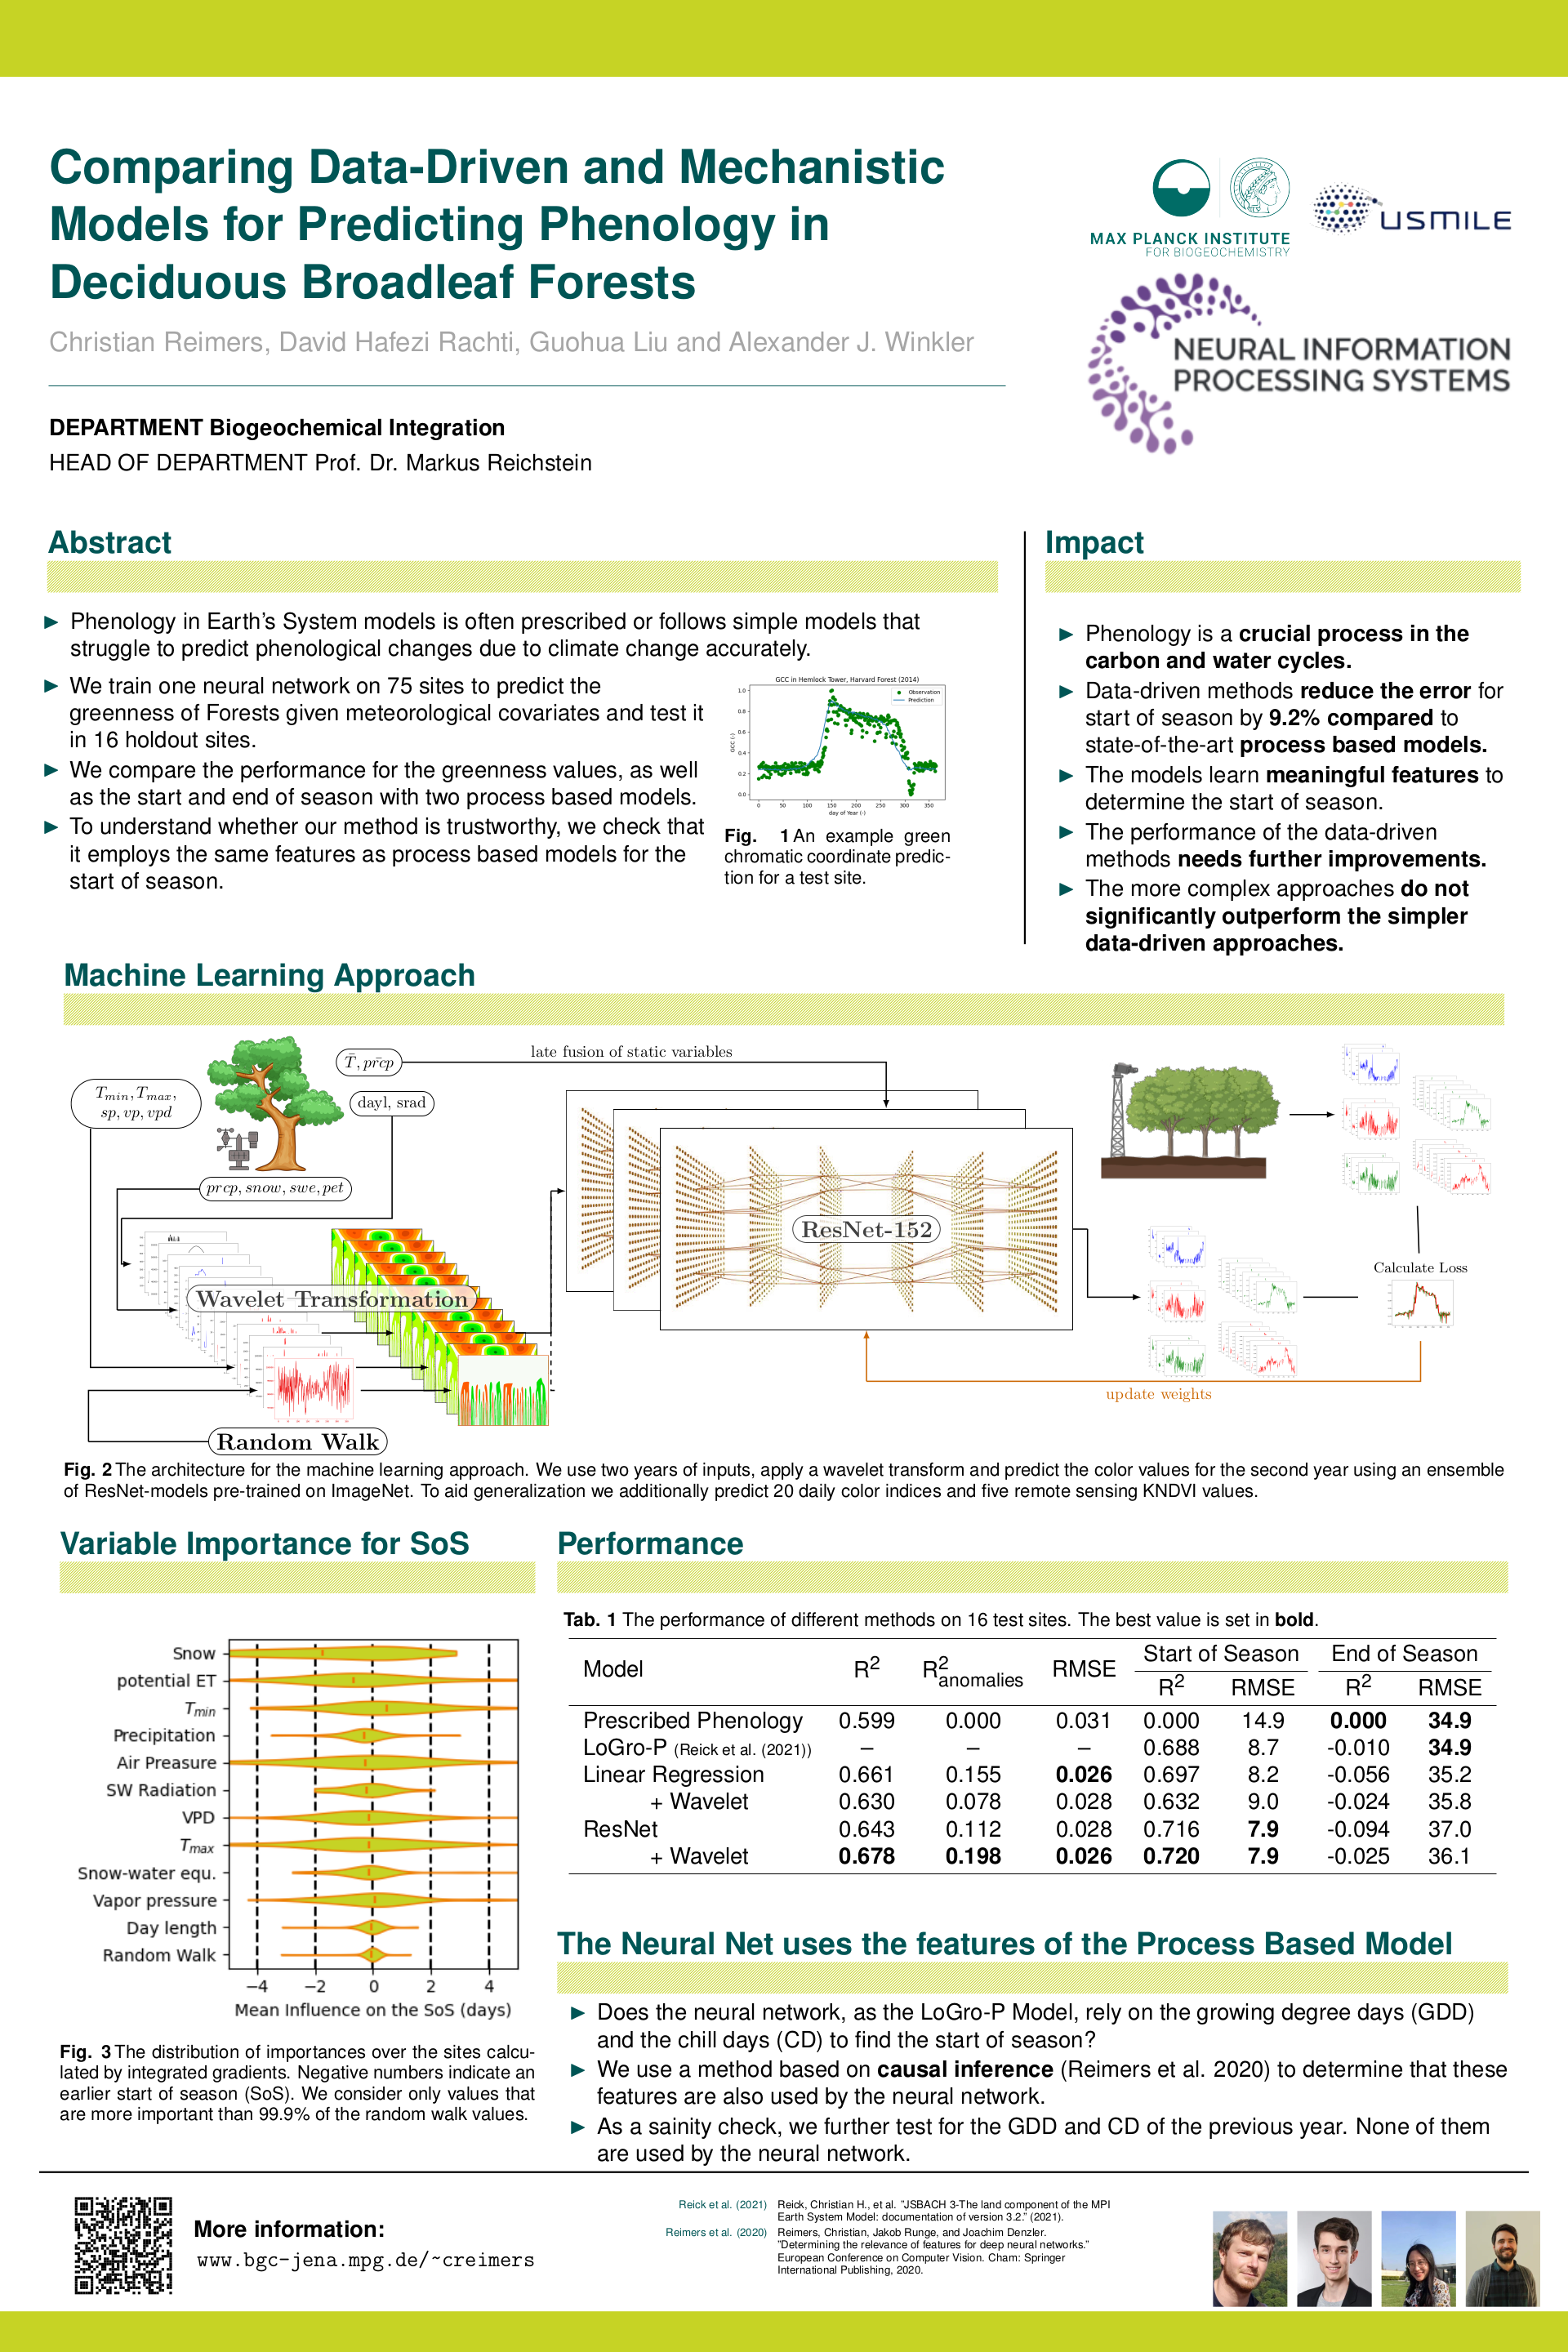 Comparing Data-Driven and Mechanistic
Models for Predicting Phenology in
Deciduous Broadleaf Forests
Christian Reimers, David Hafezi Rachti, Guohua Liu and Alexander J. Winkler
DEPARTMENT Biogeochemical Integration
HEAD OF DEPARTMENT Prof. Dr. Markus Reichstein
MAX PLANCK INSTITUTE
FOR BIOGEOCHEMISTRY
USMILE
NEURAL INFORMATION
PROCESSING SYSTEMS
Abstract
► Phenology in Earth's System models is often prescribed or follows simple models that
struggle to predict phenological changes due to climate change accurately.
► We train one neural network on 75 sites to predict the
greenness of Forests given meteorological covariates and test it
in 16 holdout sites.
► We compare the performance for the greenness values, as well
as the start and end of season with two process based models.
► To understand whether our method is trustworthy, we check that
it employs the same features as process based models for the
start of season.
GCC in Hemlock Tower, Harvard Forest (2014)
Observation
Prediction
GCC (-)
1.0
0.8
0.6
0.4
0.2
0.0
0 50 100 150 200 250 300 350
day of Year (-)
Fig. 1 An example green
chromatic coordinate predic-
tion for a test site.
Impact
► Phenology is a crucial process in the
carbon and water cycles.
► Data-driven methods reduce the error for
start of season by 9.2% compared to
state-of-the-art process based models.
► The models learn meaningful features to
determine the start of season.
► The performance of the data-driven
methods needs further improvements.
► The more complex approaches do not
significantly outperform the simpler
data-driven approaches.
Machine Learning Approach
T̄, prc̄p
late fusion of static variables
Tmin, Tmax,
sp, vp, vpd
dayl, srad
prcp, snow, swe, pet
Wavelet Transformation
Random Walk
ResNet-152
Calculate Loss
update weights
Fig. 2 The architecture for the machine learning approach. We use two years of inputs, apply a wavelet transform and predict the color values for the second year using an ensemble
of ResNet-models pre-trained on ImageNet. To aid generalization we additionally predict 20 daily color indices and five remote sensing KNDVI values.
Variable Importance for SoS
Snow
potential ET
Tmin
Precipitation
Air Preasure
SW Radiation
VPD
Tmax
Snow-water equ.
Vapor pressure
Day length
Random Walk
−4 −2 0 2 4
Mean Influence on the SoS (days)
Fig. 3 The distribution of importances over the sites calcu-
lated by integrated gradients. Negative numbers indicate an
earlier start of season (SoS). We consider only values that
are more important than 99.9% of the random walk values.
Performance
Tab. 1 The performance of different methods on 16 test sites. The best value is set in bold.
Model R² R²anomalies RMSE Start of Season End of Season
R² RMSE R² RMSE
Prescribed Phenology 0.599 0.000 0.031 0.000 14.9 0.000 34.9
LoGro-P (Reick et al. (2021)) – – – 0.688 8.7 -0.010 34.9
Linear Regression 0.661 0.155 0.026 0.697 8.2 -0.056 35.2
+ Wavelet 0.630 0.078 0.028 0.632 9.0 -0.024 35.8
ResNet 0.643 0.112 0.028 0.716 7.9 -0.094 37.0
+ Wavelet 0.678 0.198 0.026 0.720 7.9 -0.025 36.1
The Neural Net uses the features of the Process Based Model
► Does the neural network, as the LoGro-P Model, rely on the growing degree days (GDD)
and the chill days (CD) to find the start of season?
► We use a method based on causal inference (Reimers et al. 2020) to determine that these
features are also used by the neural network.
► As a sainity check, we further test for the GDD and CD of the previous year. None of them
are used by the neural network.
More information:
www.bgc-jena.mpg.de/~creimers
Reick et al. (2021) Reick, Christian H., et al. "JSBACH 3-The land component of the MPI
Earth System Model: documentation of version 3.2." (2021).
Reimers et al. (2020) Reimers, Christian, Jakob Runge, and Joachim Denzler.
"Determining the relevance of features for deep neural networks."
European Conference on Computer Vision. Cham: Springer
International Publishing, 2020.